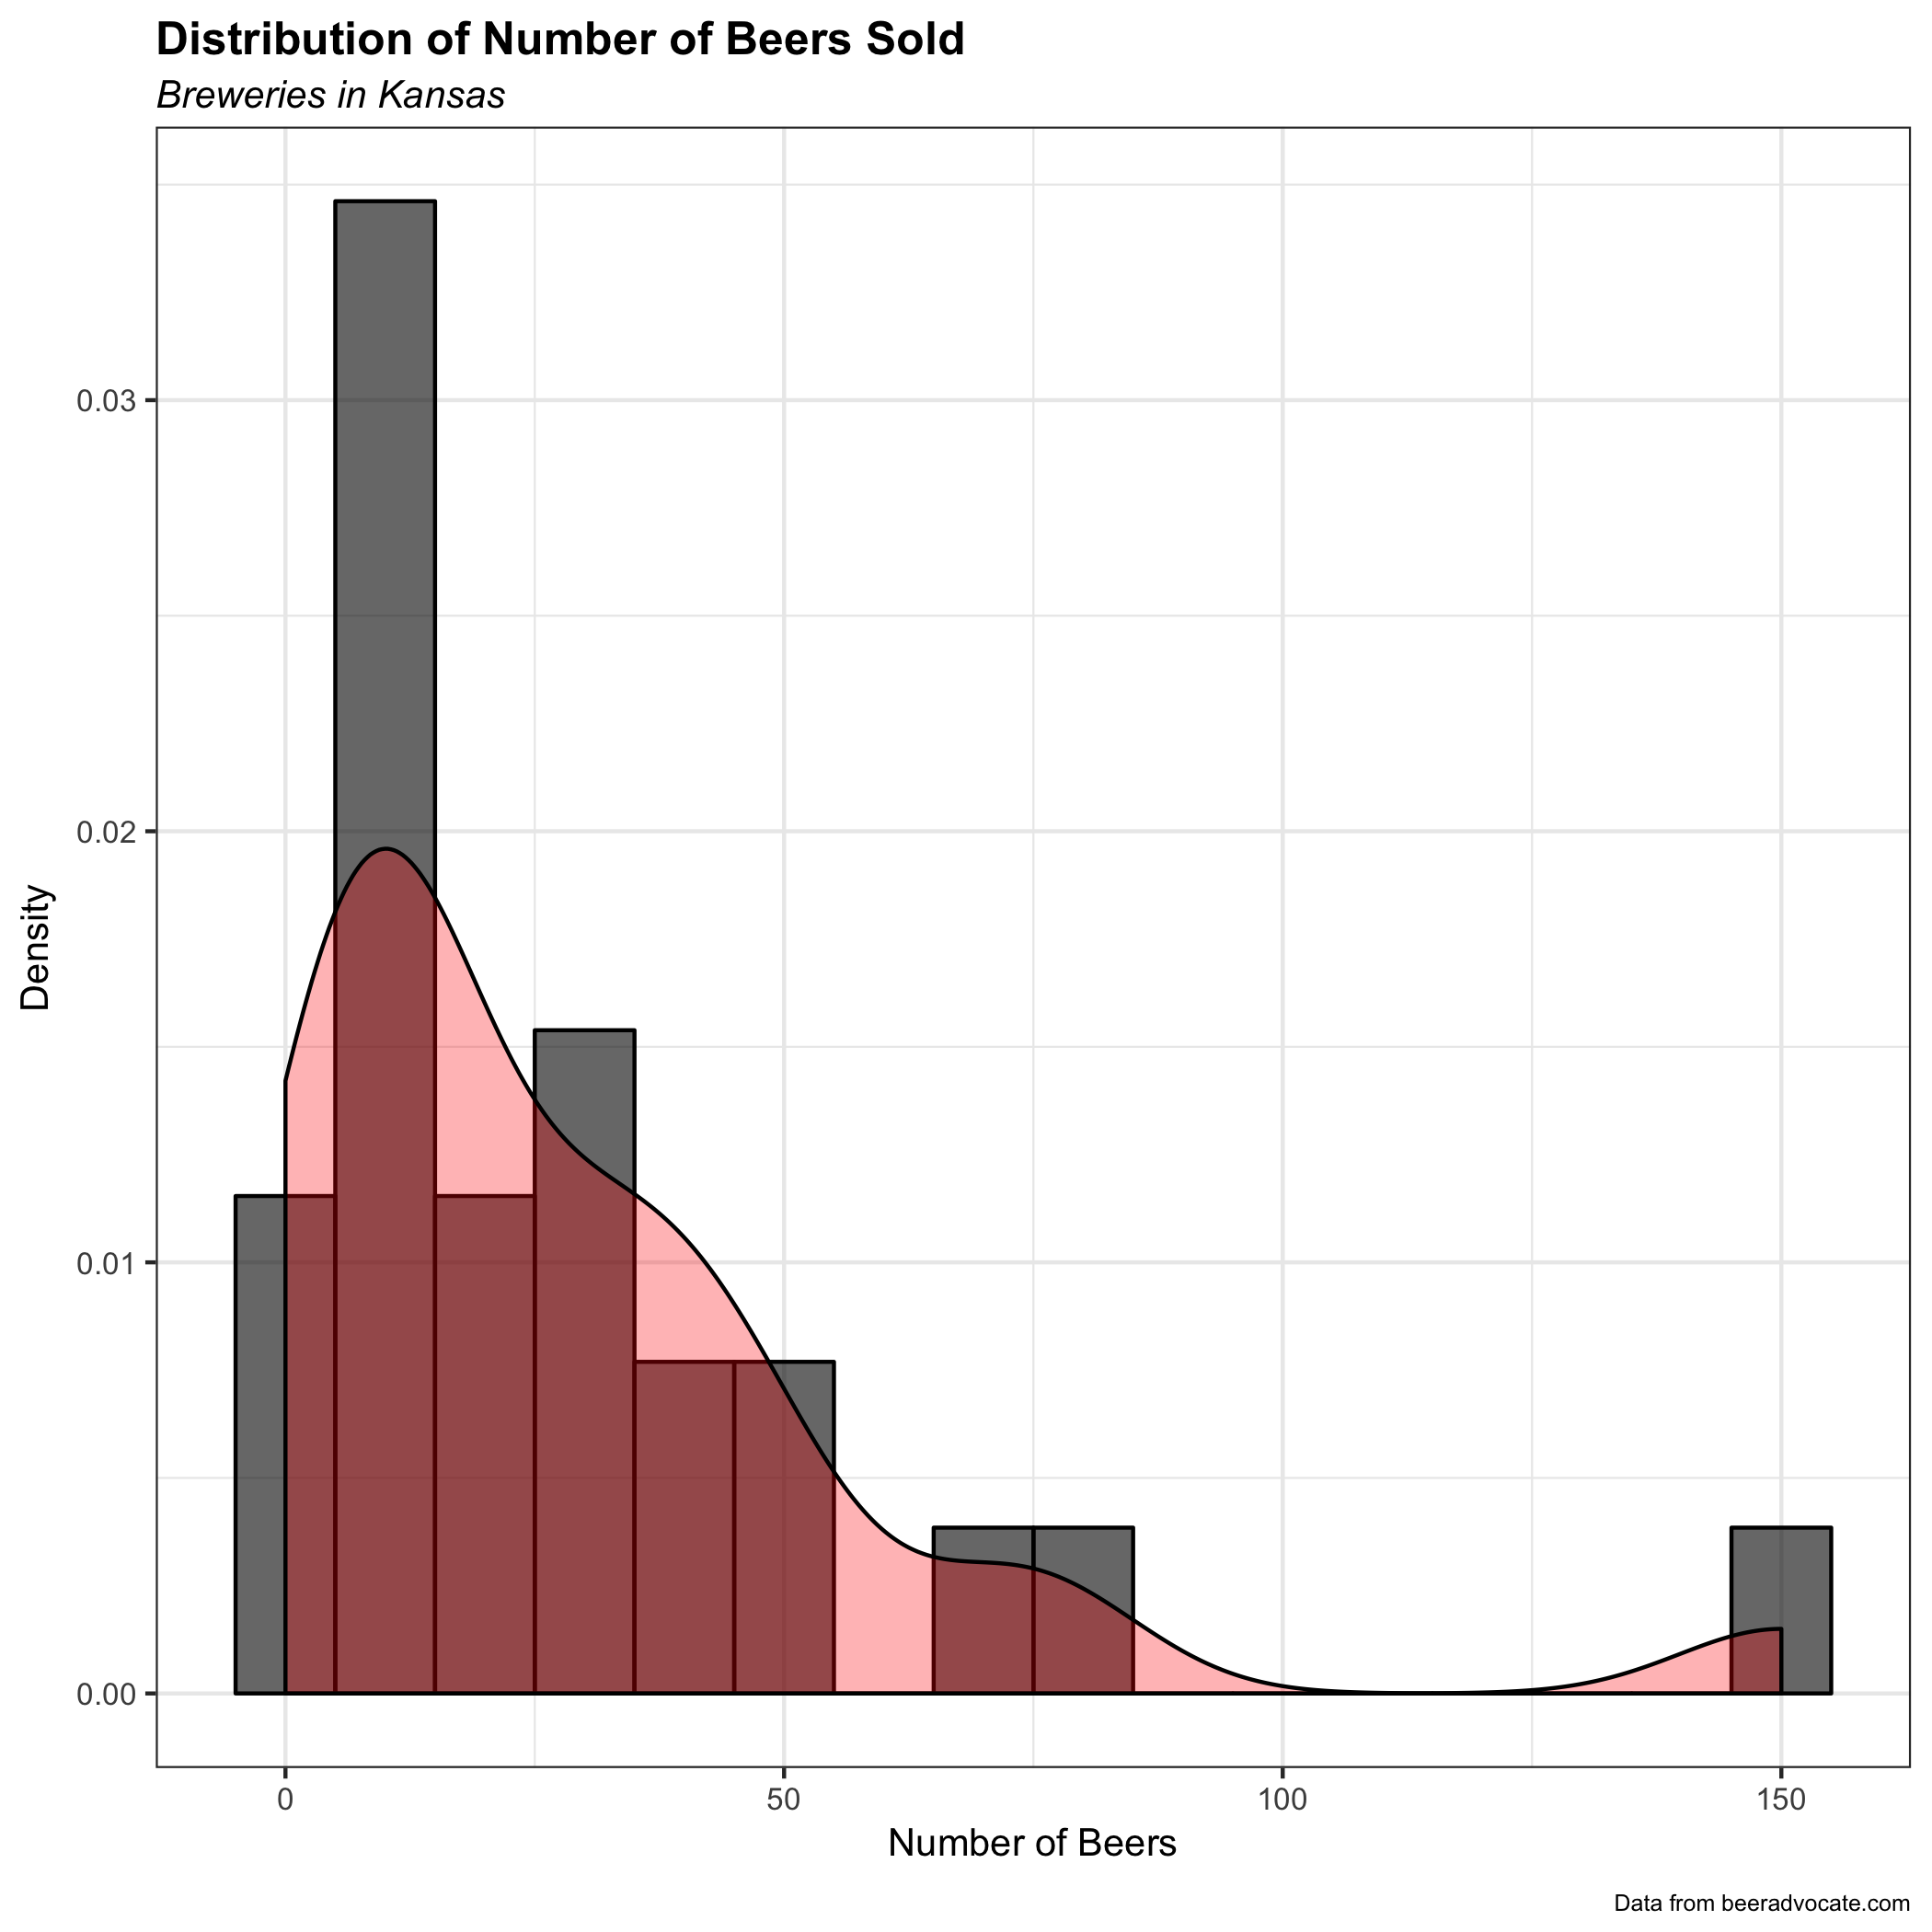 Distribution of Number of Beers Sold
Breweries in Kansas
Density
0.03
0.02
0.01
0.00
0 50 100 150
Number of Beers
Data from beeradvocate.com